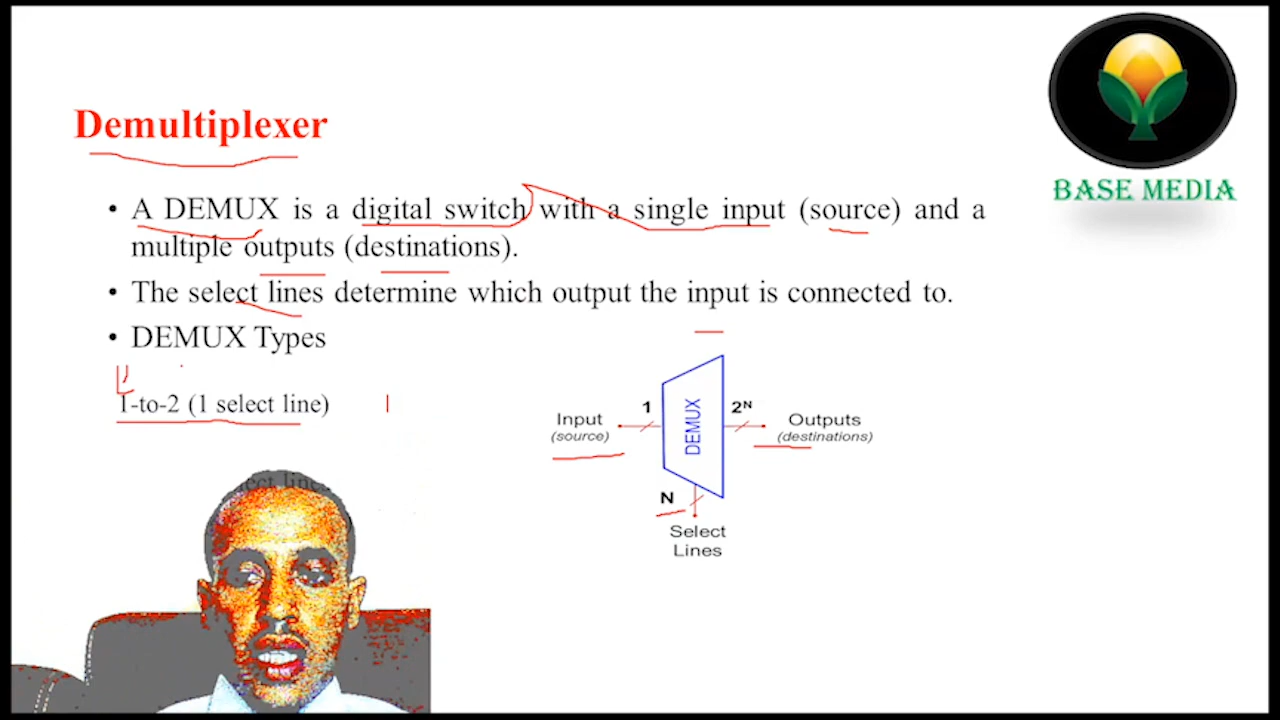 BASE MEDIA
Demultiplexer
• A DEMUX is a digital switch with a single input (source) and a
multiple outputs (destinations).
• The select lines determine which output the input is connected to.
• DEMUX Types
1-to-2 (1 select line)
Input
(source)
1
DEMUX
2ᴺ
Outputs
(destinations)
N
Select
Lines